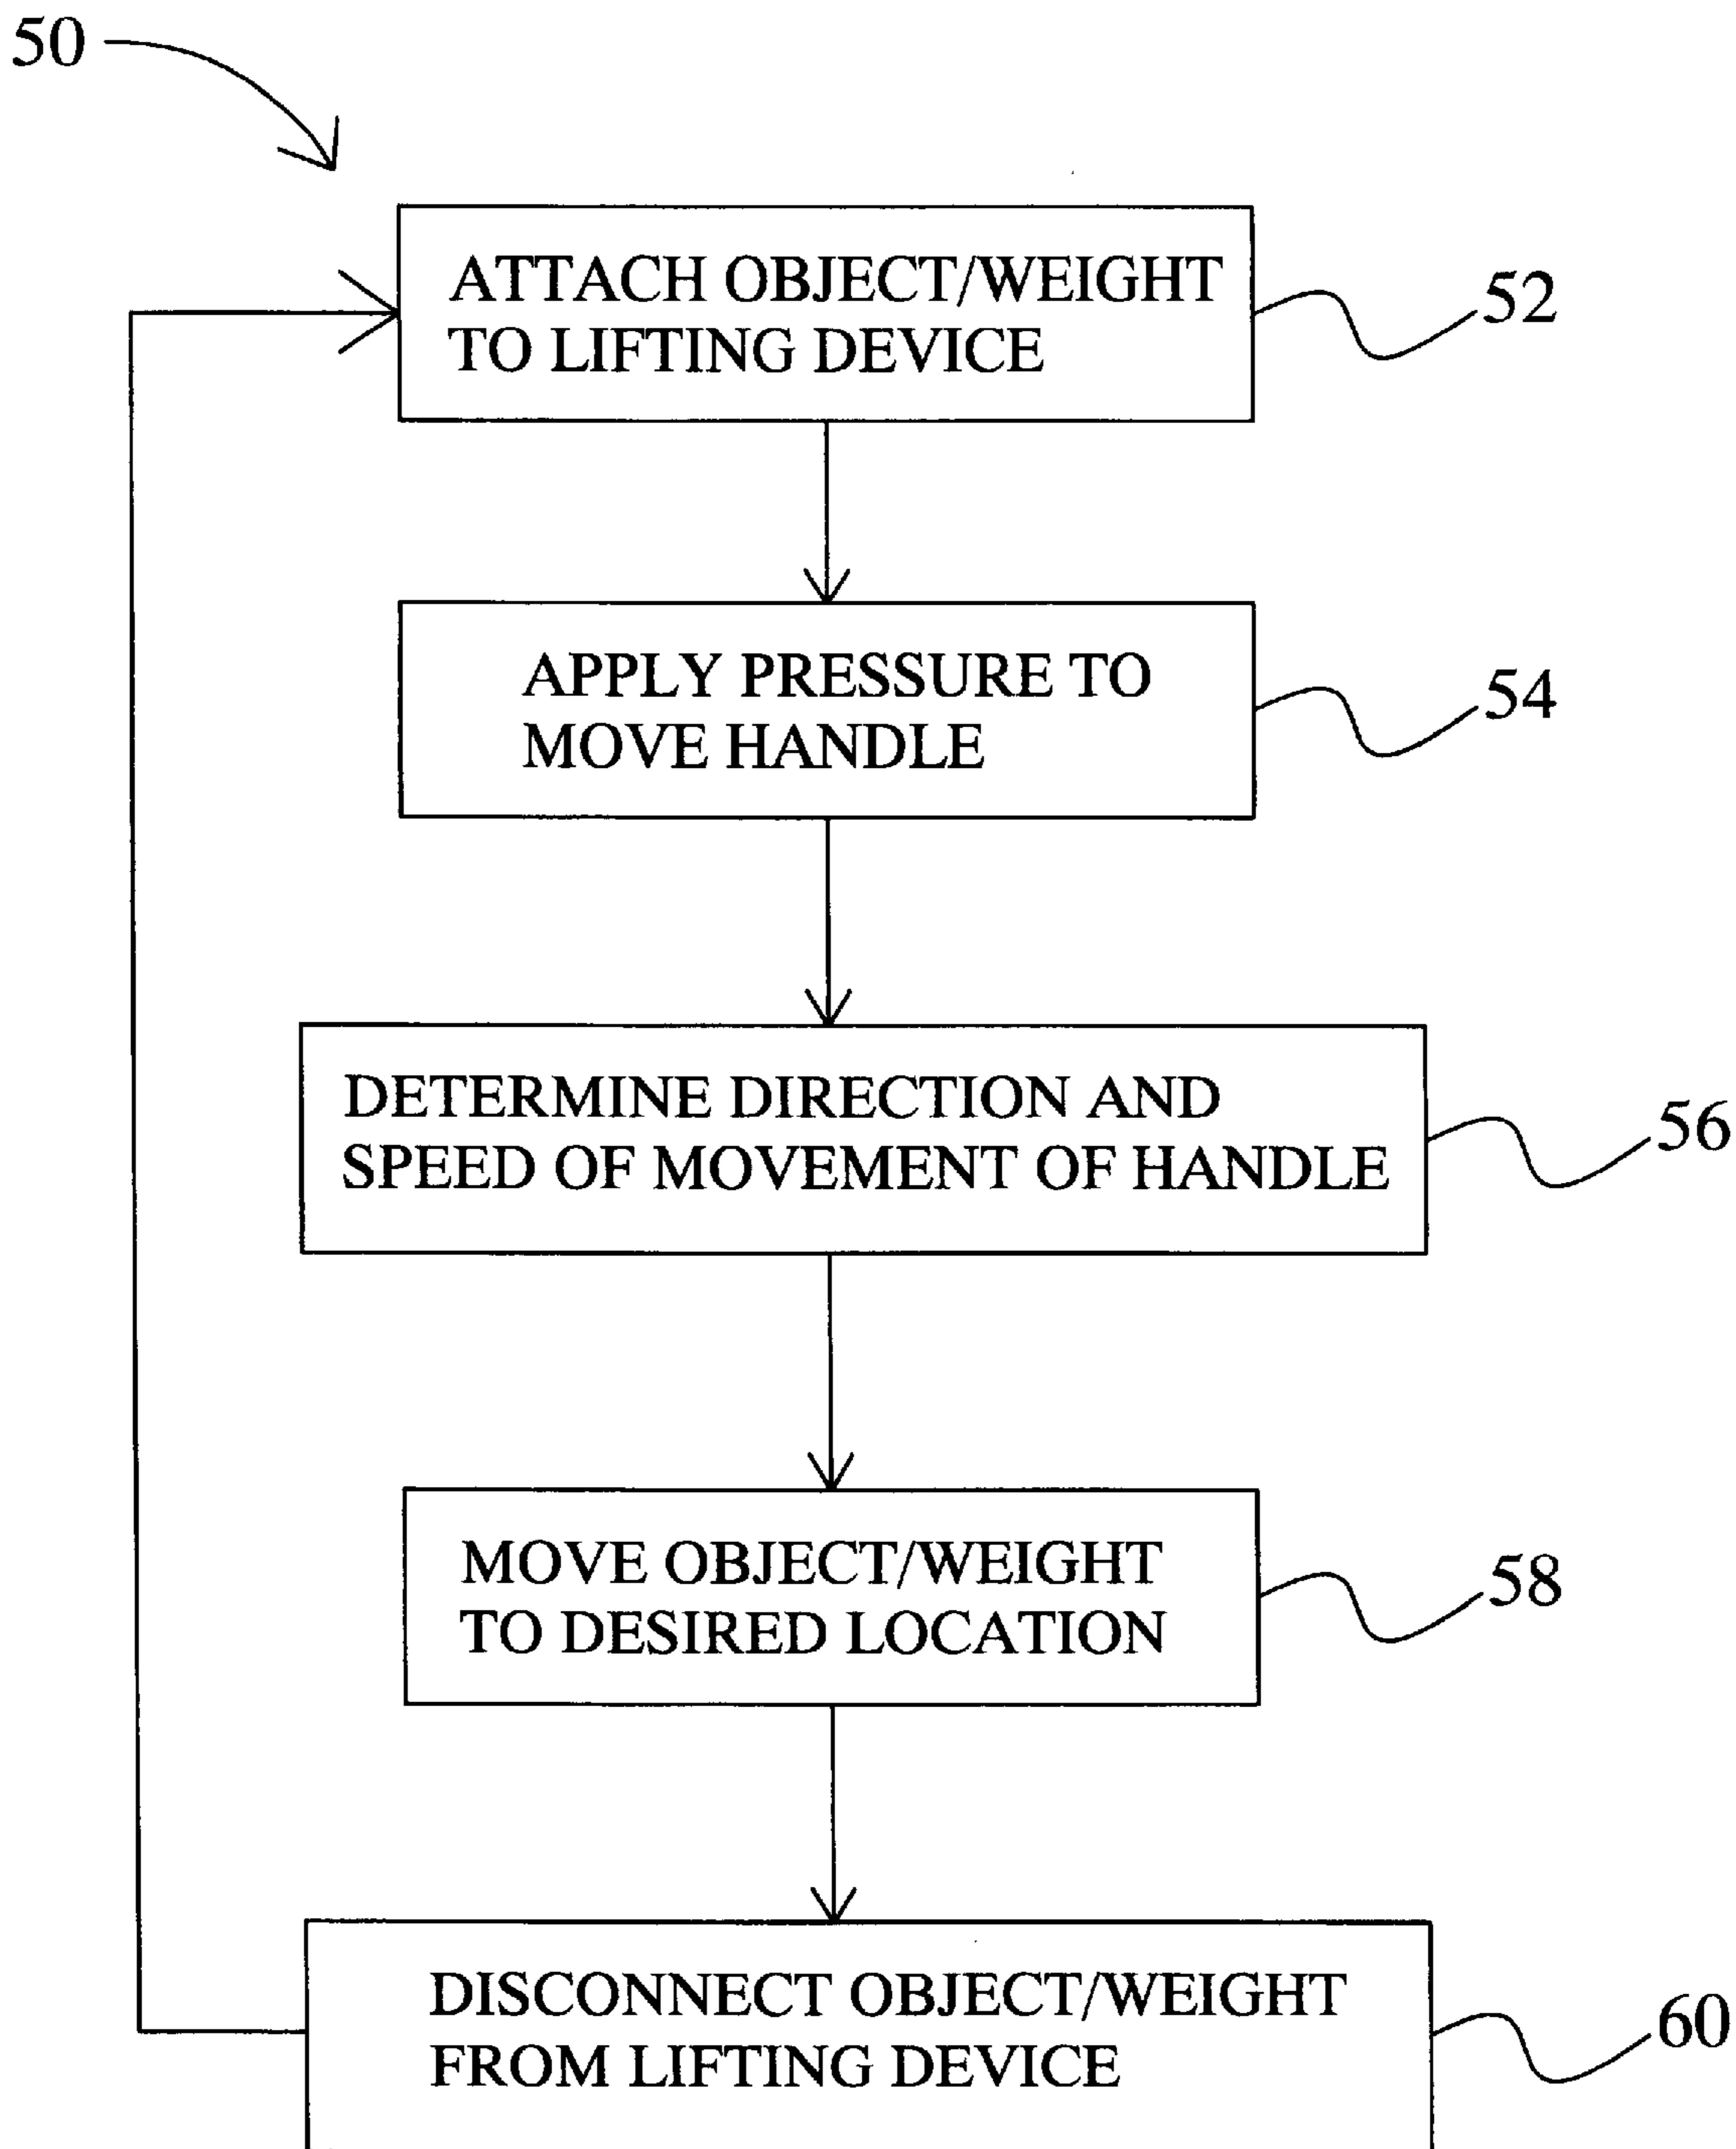 50
ATTACH OBJECT/WEIGHT
TO LIFTING DEVICE
52
APPLY PRESSURE TO
MOVE HANDLE
54
DETERMINE DIRECTION AND
SPEED OF MOVEMENT OF HANDLE
56
MOVE OBJECT/WEIGHT
TO DESIRED LOCATION
58
DISCONNECT OBJECT/WEIGHT
FROM LIFTING DEVICE
60